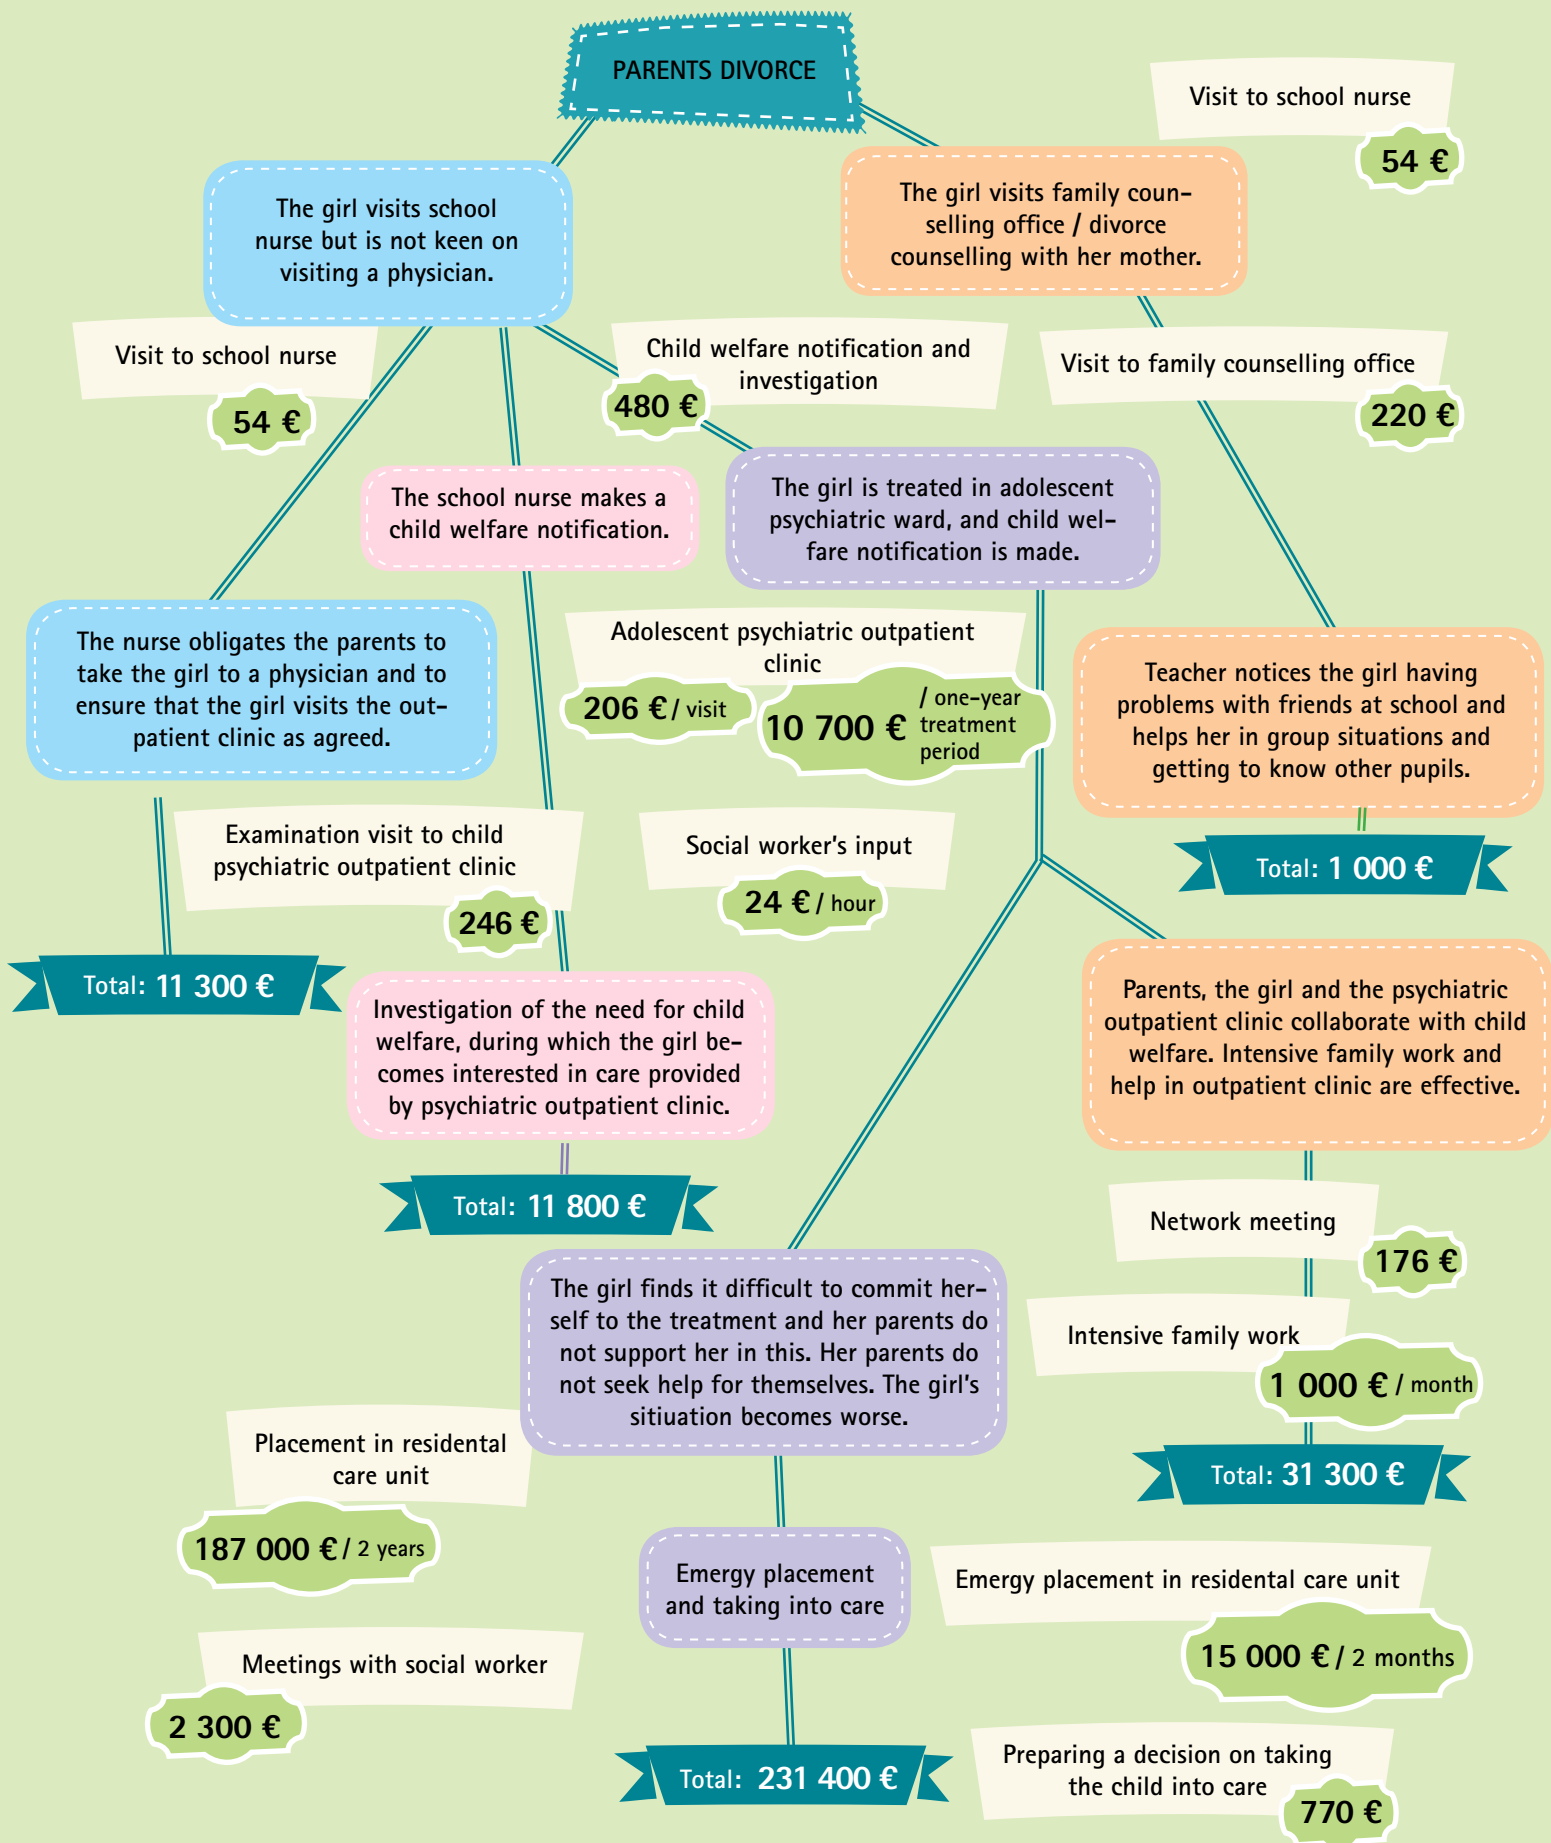 PARENTS DIVORCE
Visit to school nurse
54 €
The girl visits school
nurse but is not keen on
visiting a physician.
The girl visits family coun-
selling office / divorce
counselling with her mother.
Visit to school nurse
54 €
Child welfare notification and
investigation
480 €
Visit to family counselling office
220 €
The school nurse makes a
child welfare notification.
The girl is treated in adolescent
psychiatric ward, and child wel-
fare notification is made.
The nurse obligates the parents to
take the girl to a physician and to
ensure that the girl visits the out-
patient clinic as agreed.
Adolescent psychiatric outpatient
clinic
206 € / visit
10 700 € / one-year
treatment
period
Teacher notices the girl having
problems with friends at school and
helps her in group situations and
getting to know other pupils.
Examination visit to child
psychiatric outpatient clinic
246 €
Social worker's input
24 € / hour
Total: 1 000 €
Total: 11 300 €
Investigation of the need for child
welfare, during which the girl be-
comes interested in care provided
by psychiatric outpatient clinic.
Parents, the girl and the psychiatric
outpatient clinic collaborate with child
welfare. Intensive family work and
help in outpatient clinic are effective.
Total: 11 800 €
Network meeting
176 €
The girl finds it difficult to commit her-
self to the treatment and her parents do
not support her in this. Her parents do
not seek help for themselves. The girl's
sitiuation becomes worse.
Intensive family work
1 000 € / month
Placement in residental
care unit
187 000 € / 2 years
Total: 31 300 €
Emergy placement
and taking into care
Emergy placement in residental care unit
15 000 € / 2 months
Meetings with social worker
2 300 €
Total: 231 400 €
Preparing a decision on taking
the child into care
770 €